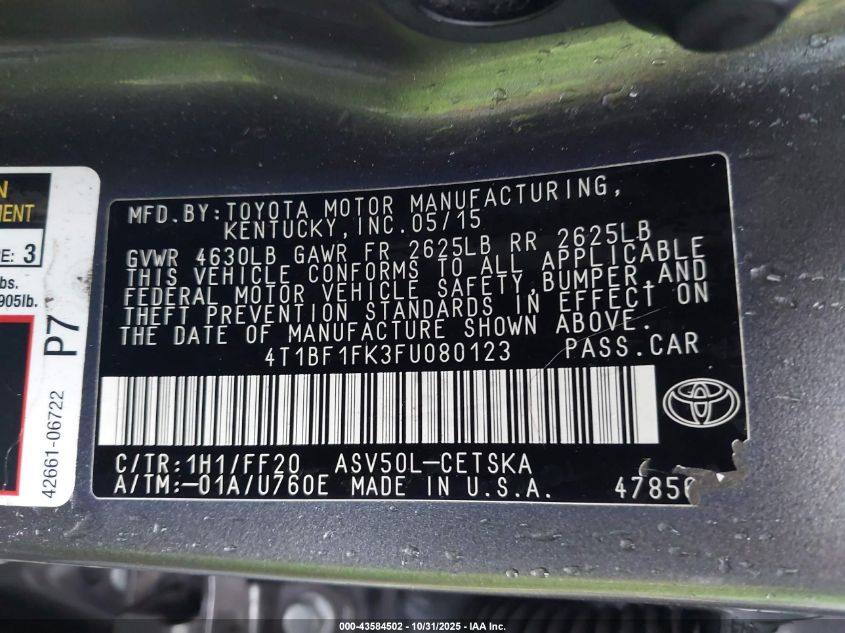 MFD.BY:TOYOTA MOTOR MANUFACTURING,
KENTUCKY,INC.05/15
GVWR 4630LB GAWR FR 2625LB RR 2625LB
THIS VEHICLE CONFORMS TO ALL APPLICABLE
FEDERAL MOTOR VEHICLE SAFETY,BUMPER,AND
THEFT PREVENTION STANDARDS IN EFFECT ON
THE DATE OF MANUFACTURE SHOWN ABOVE.
4T1BF1FK3FU080123 PASS.CAR
C/TR:1H1/FF20 ASV50L-CETSKA
A/TM:-01A/U760E MADE IN U.S.A. 4785
3
905lb.
P7
42661-06722
000-43584502 - 10/31/2025 - IAA Inc.